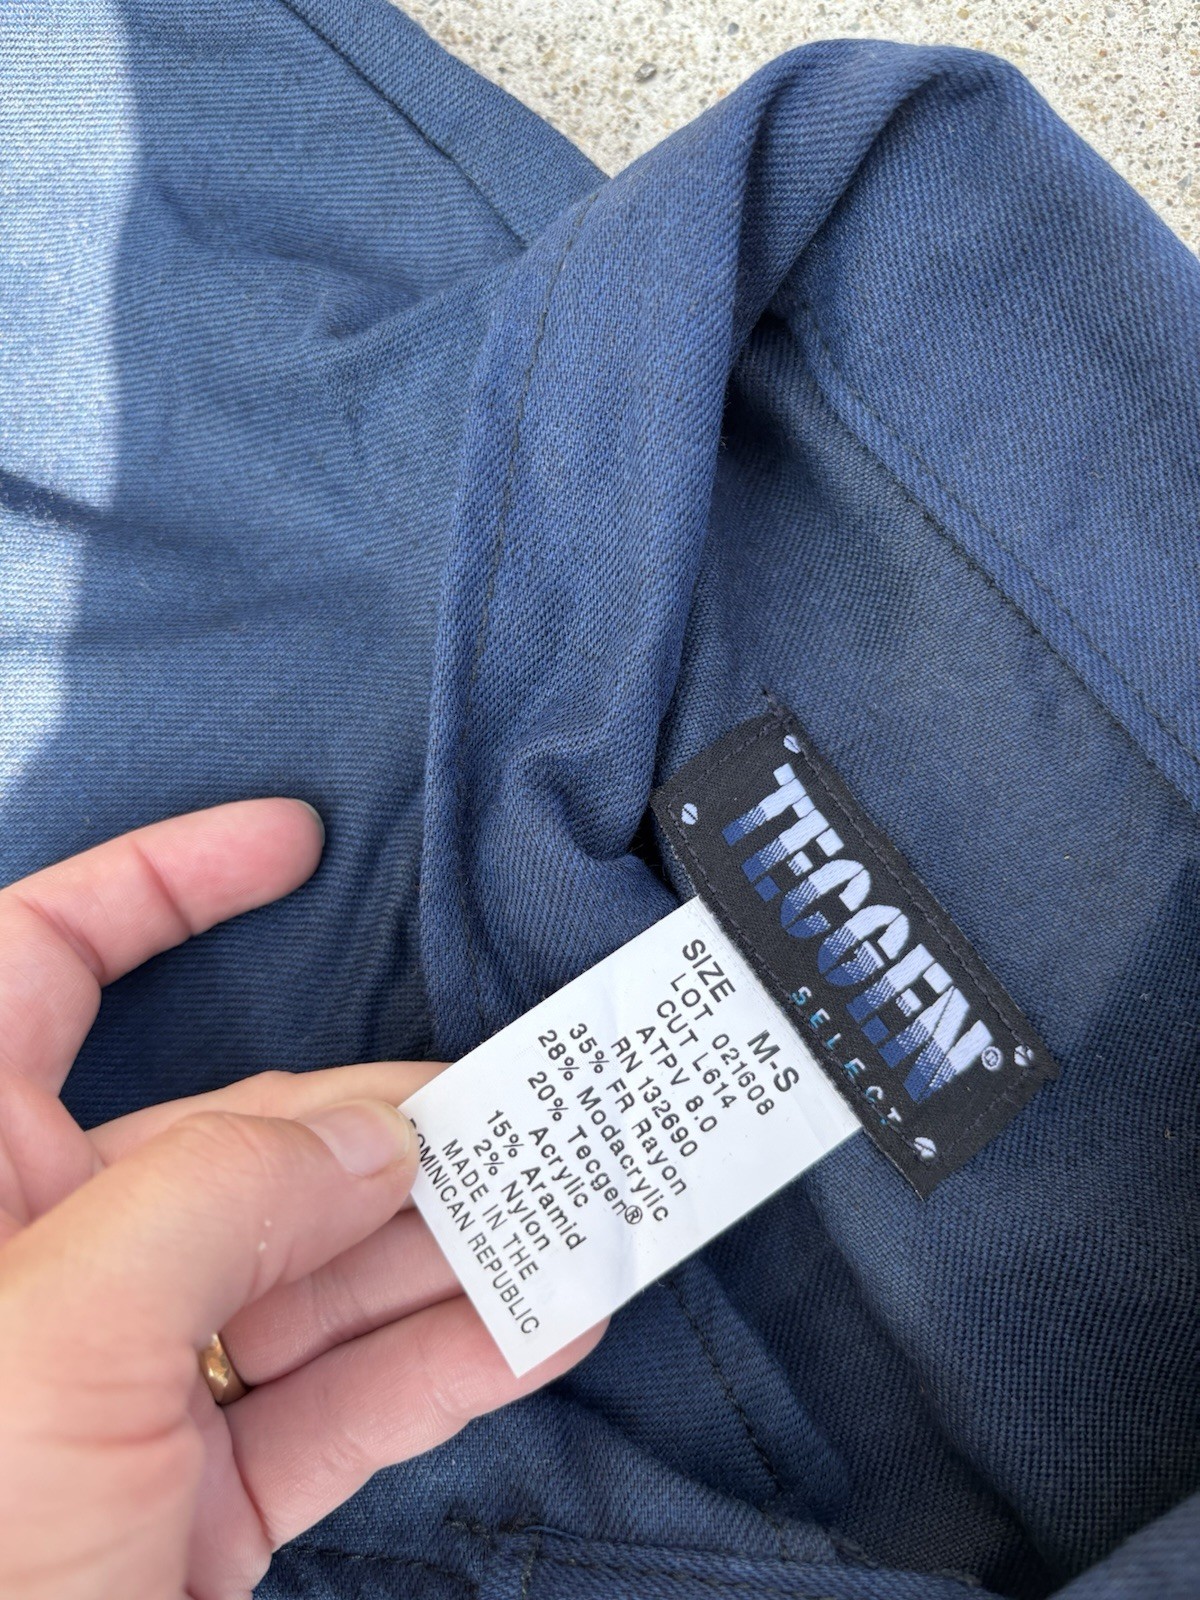 TECGEN®
SELECT
SIZE M-S
LOT 021608
CUT L614
ATPV 8.0
RN 132690
35% FR Rayon
28% Modacrylic
20% Tecgen®
Acrylic
15% Aramid
2% Nylon
MADE IN THE
DOMINICAN REPUBLIC